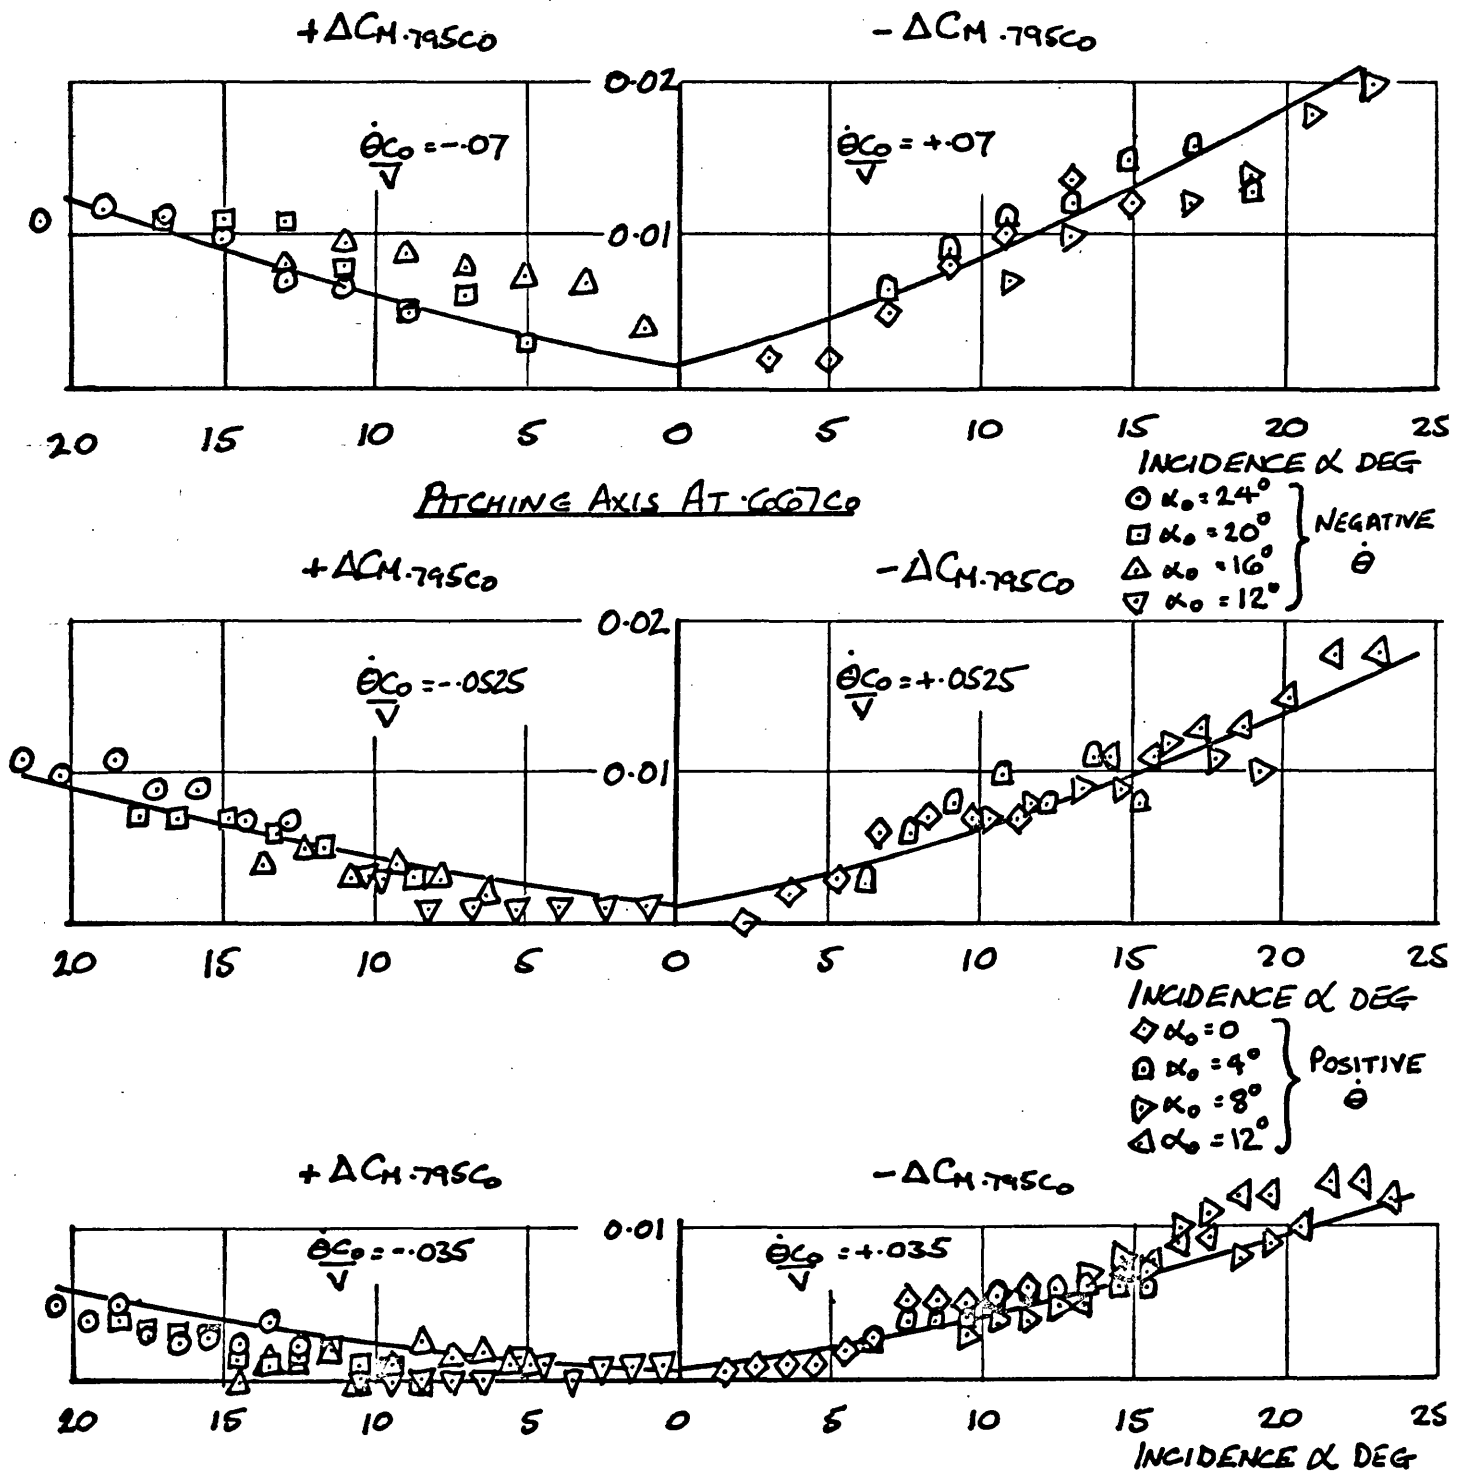 +ΔCM.795C0 -ΔCM.795C0
0.02
θ̇C0/V = -.07 θ̇C0/V = +.07
0.01
20 15 10 5 0 5 10 15 20 25
INCIDENCE α DEG
PITCHING AXIS AT .667C0
α0 = 24°
α0 = 20°
α0 = 16°
α0 = 12°
NEGATIVE
θ̇
+ΔCM.795C0 -ΔCM.795C0
0.02
θ̇C0/V = -.0525 θ̇C0/V = +.0525
0.01
20 15 10 5 0 5 10 15 20 25
INCIDENCE α DEG
α0 = 0
α0 = 4°
α0 = 8°
α0 = 12°
POSITIVE
θ̇
+ΔCM.795C0 -ΔCM.795C0
0.01
θ̇C0/V = -.035 θ̇C0/V = +.035
20 15 10 5 0 5 10 15 20 25
INCIDENCE α DEG